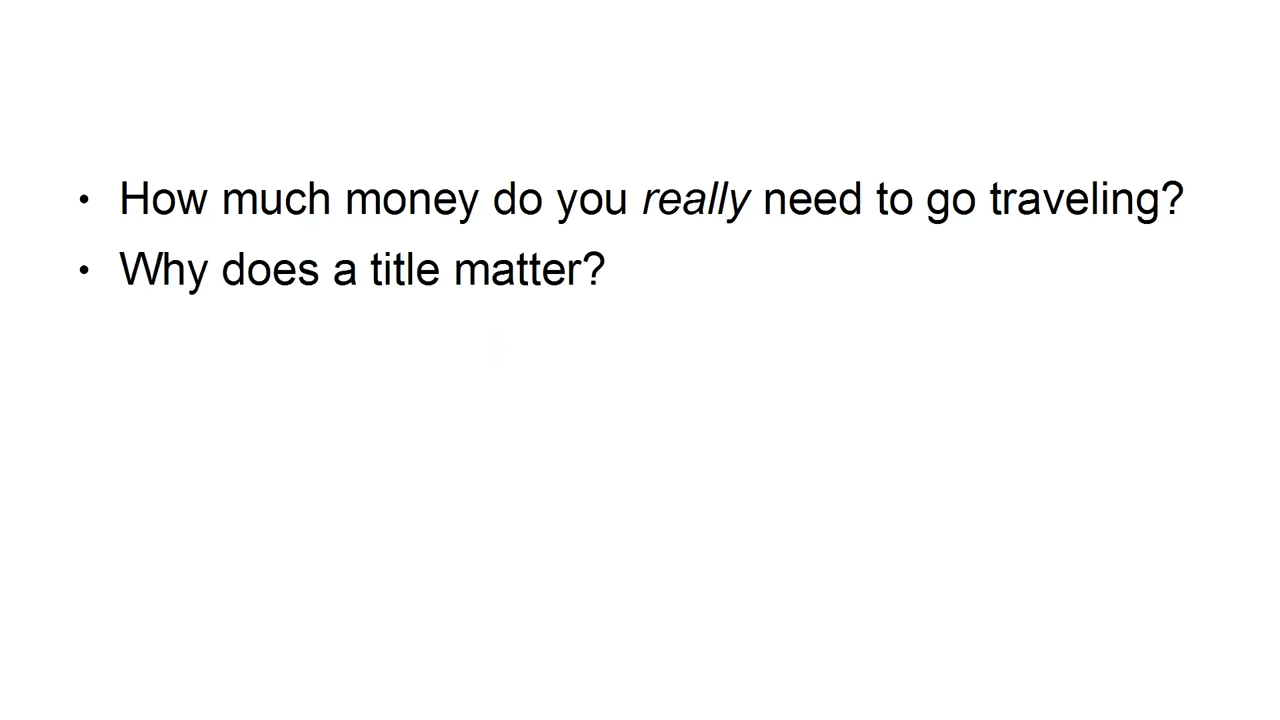 • How much money do you really need to go traveling?
• Why does a title matter?